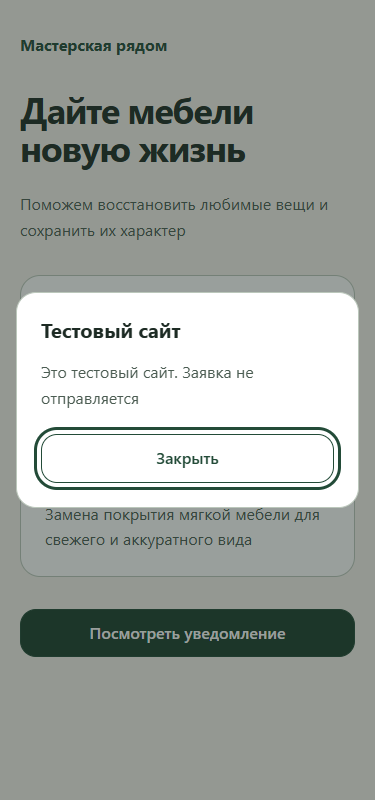 Мастерская рядом
Дайте мебели
новую жизнь
Поможем восстановить любимые вещи и
сохранить их характер
Тестовый сайт
Это тестовый сайт. Заявка не
отправляется
Закрыть
Замена покрытия мягкой мебели для
свежего и аккуратного вида
Посмотреть уведомление